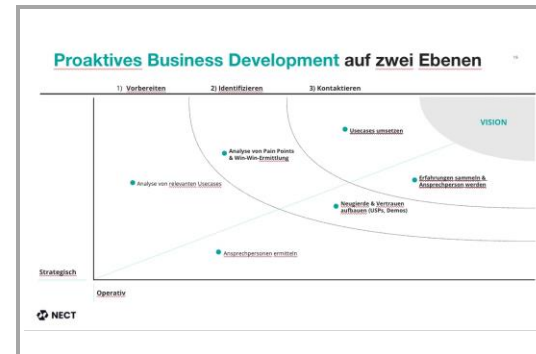 Proaktives Business Development auf zwei Ebenen
1) Vorbereiten
2) Identifizieren
3) Kontaktieren
VISION
Usecases umsetzen
Analyse von Pain Points
& Win-Win-Ermittlung
Analyse von relevanten Usecases
Erfahrungen sammeln &
Ansprechperson werden
Neugierde & Vertrauen
aufbauen (USPs, Demos)
Ansprechpersonen ermitteln
Strategisch
Operativ
NECT